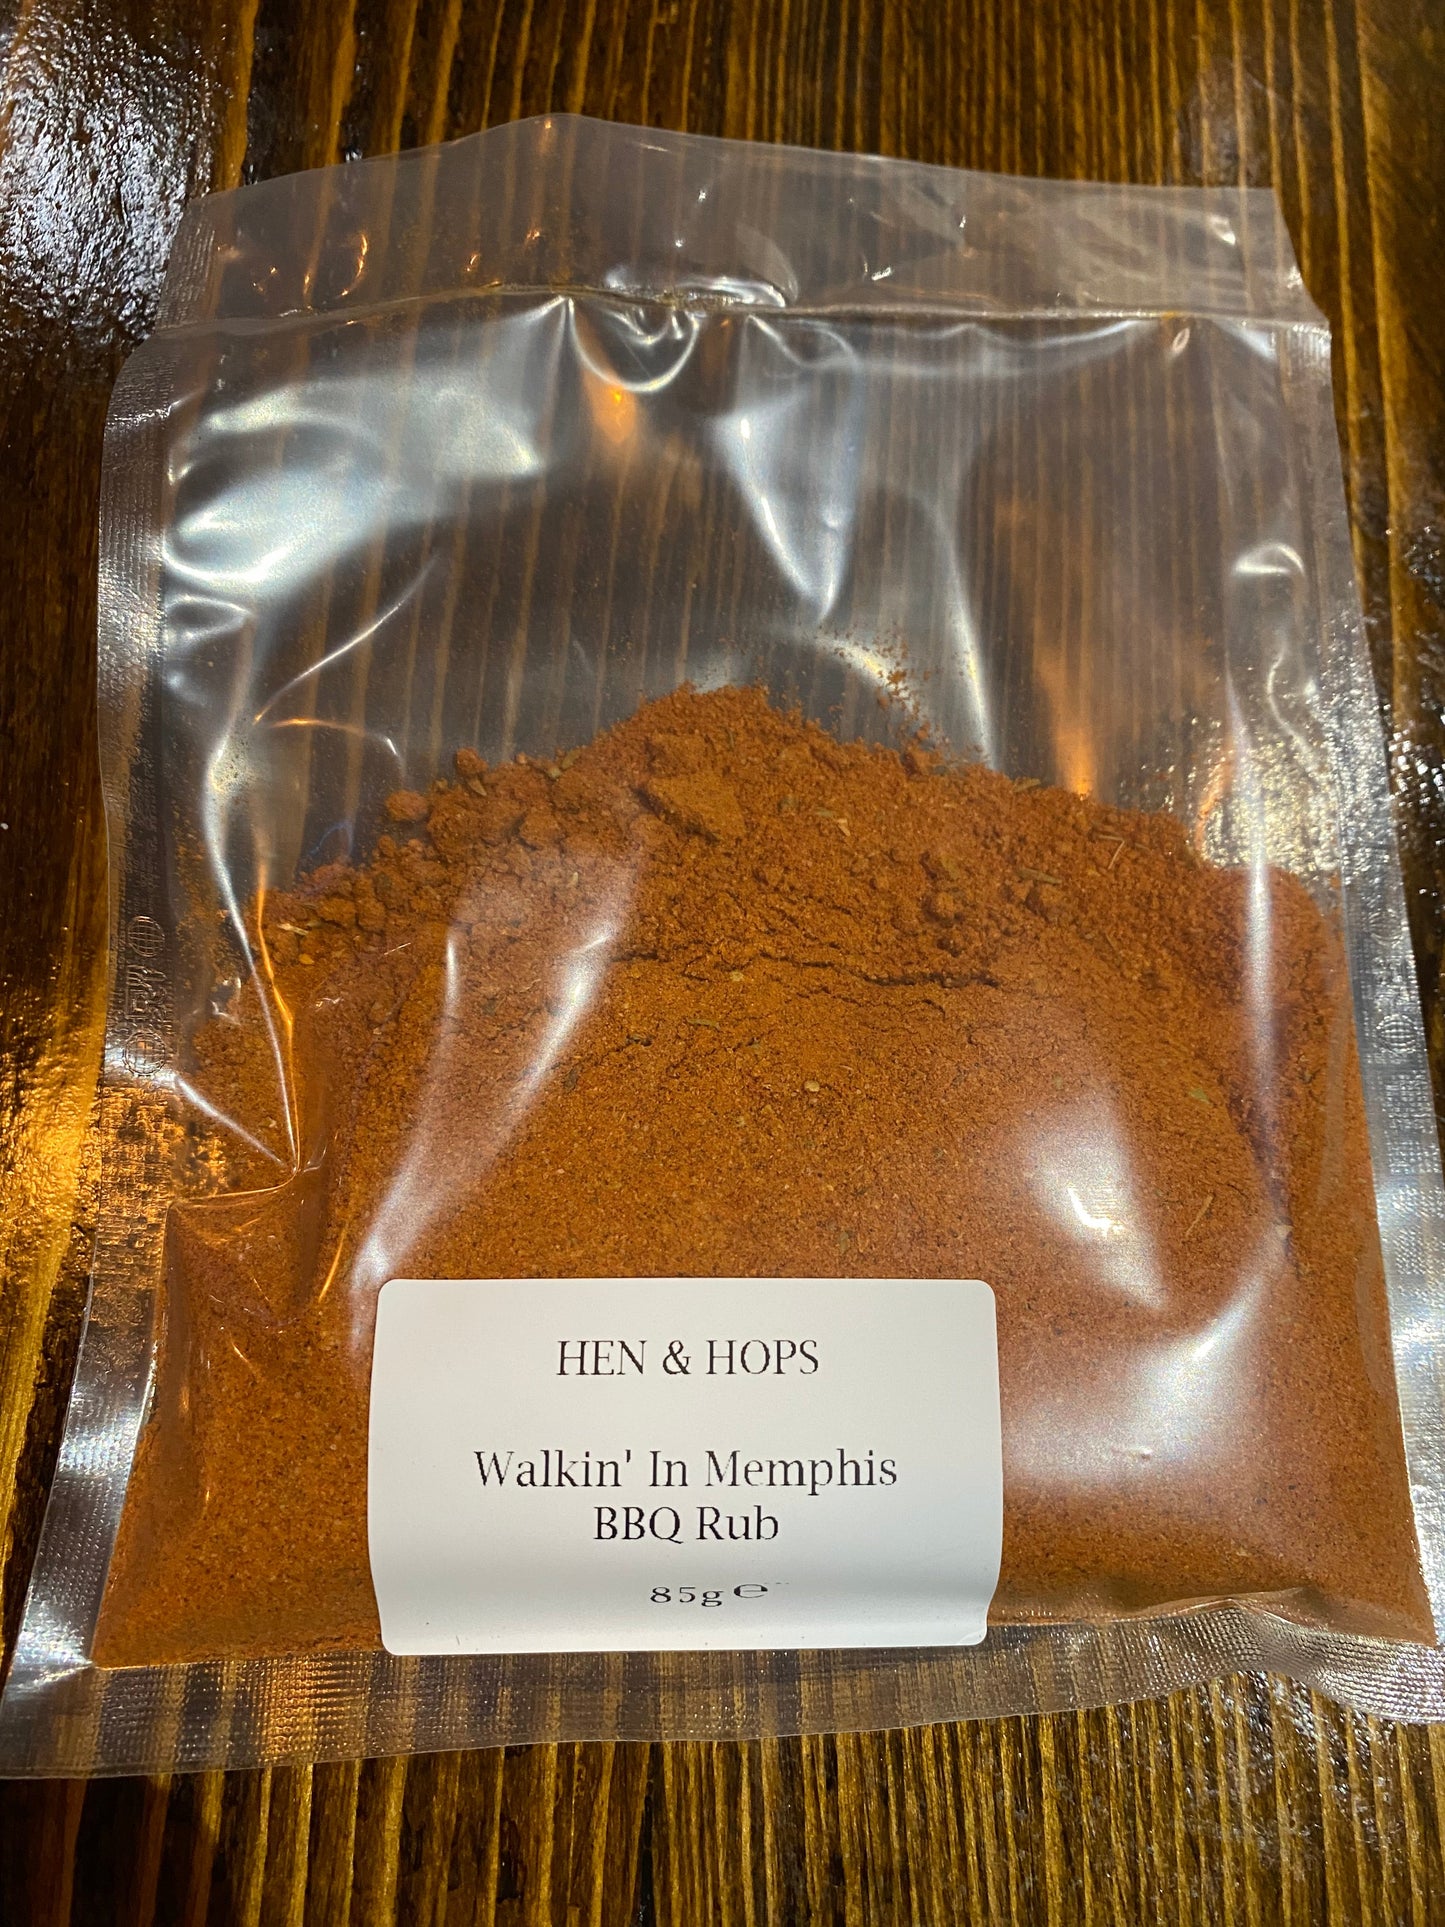 HEN & HOPS
Walkin' In Memphis
BBQ Rub
85g ℮